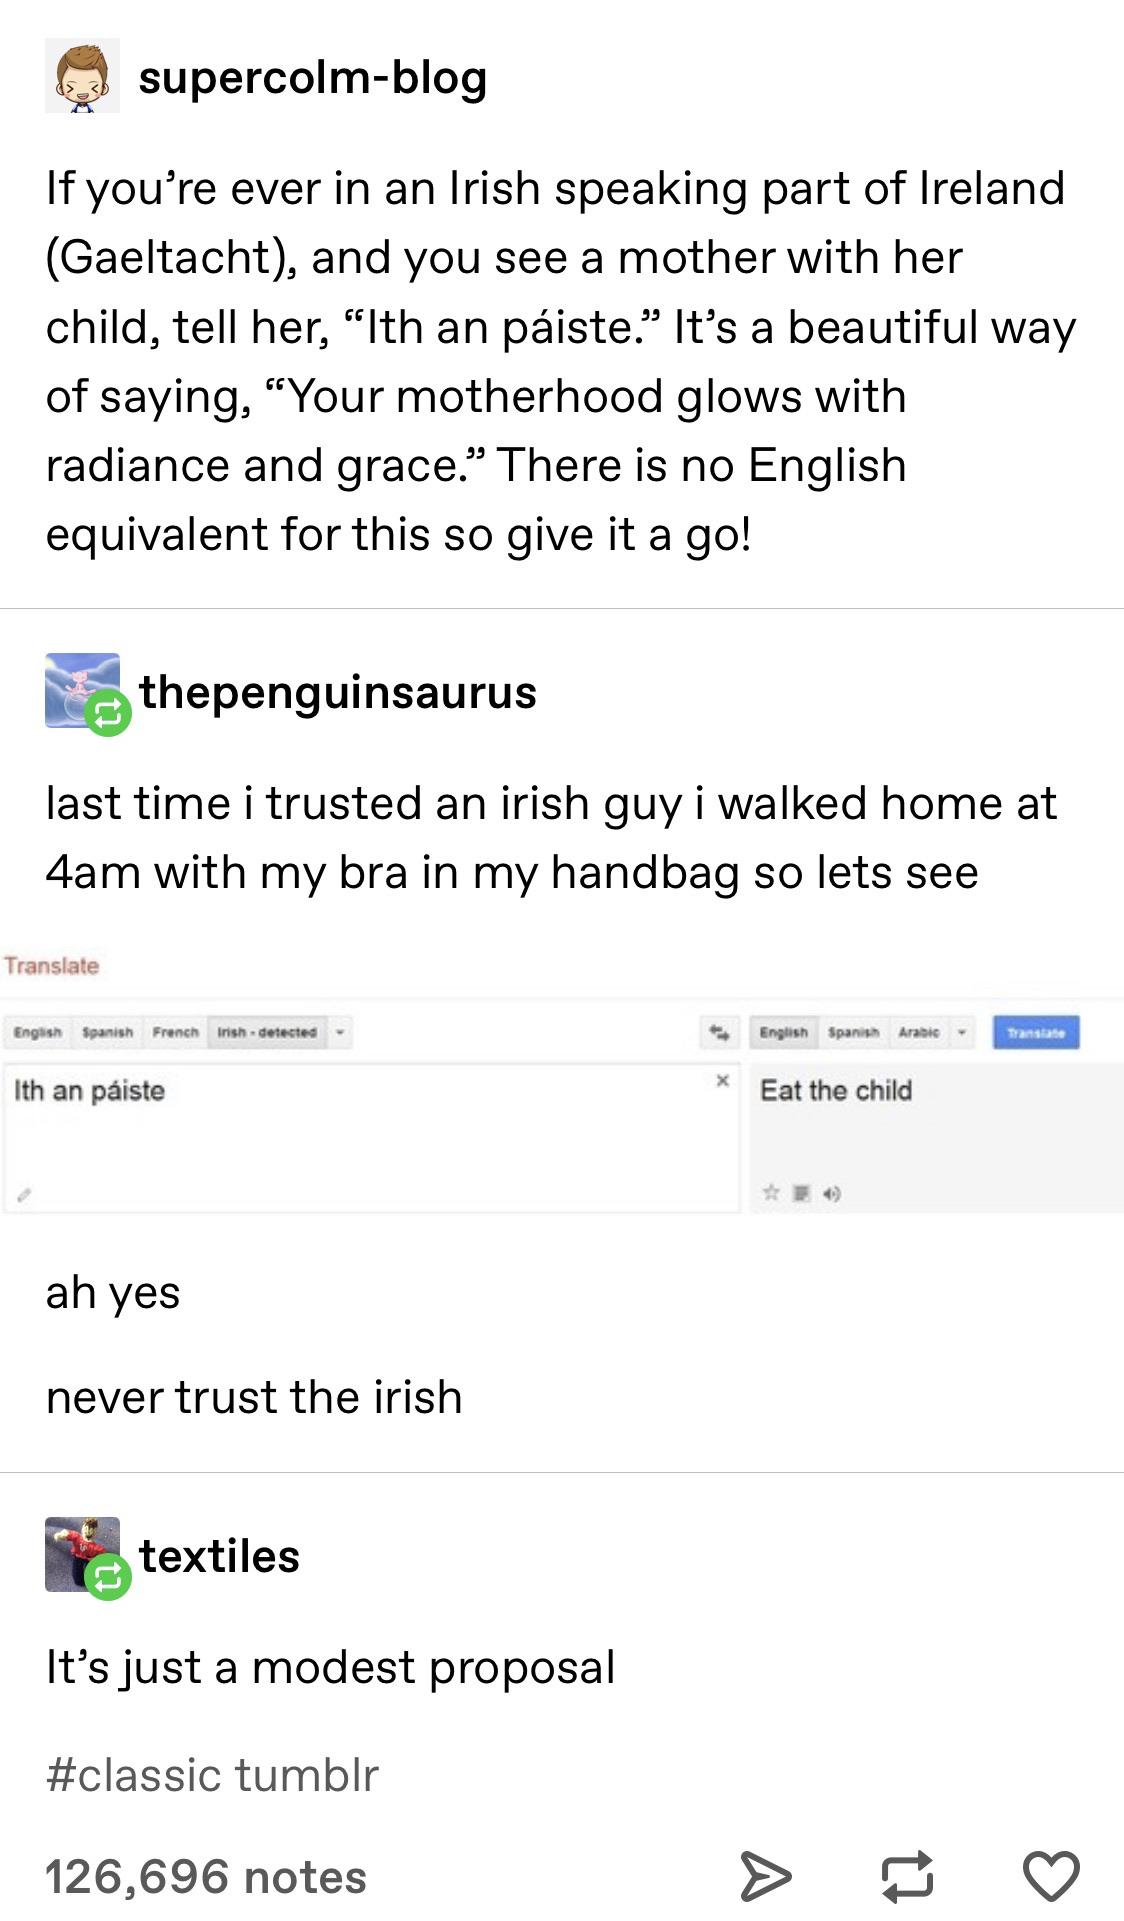 supercolm-blog
If you’re ever in an Irish speaking part of Ireland
(Gaeltacht), and you see a mother with her
child, tell her, “Ith an páiste.” It’s a beautiful way
of saying, “Your motherhood glows with
radiance and grace.” There is no English
equivalent for this so give it a go!
thepenguinsaurus
last time i trusted an irish guy i walked home at
4am with my bra in my handbag so lets see
Translate
English Spanish French Irish - detected English Spanish Arabic Translate
Ith an páiste Eat the child
ah yes
never trust the irish
textiles
It’s just a modest proposal
#classic tumblr
126,696 notes